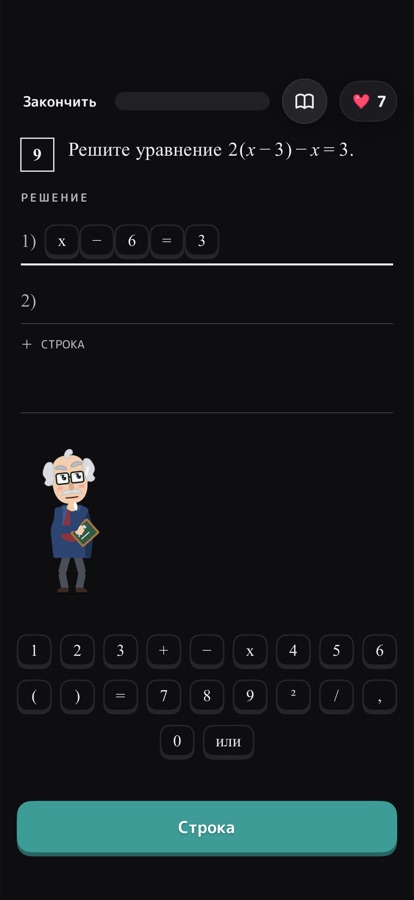 Закончить 7
9 Решите уравнение 2(x − 3) − x = 3.
РЕШЕНИЕ
1) x − 6 = 3
2)
+ СТРОКА
1 2 3 + − x 4 5 6
( ) = 7 8 9 ² / ,
0 или
Строка